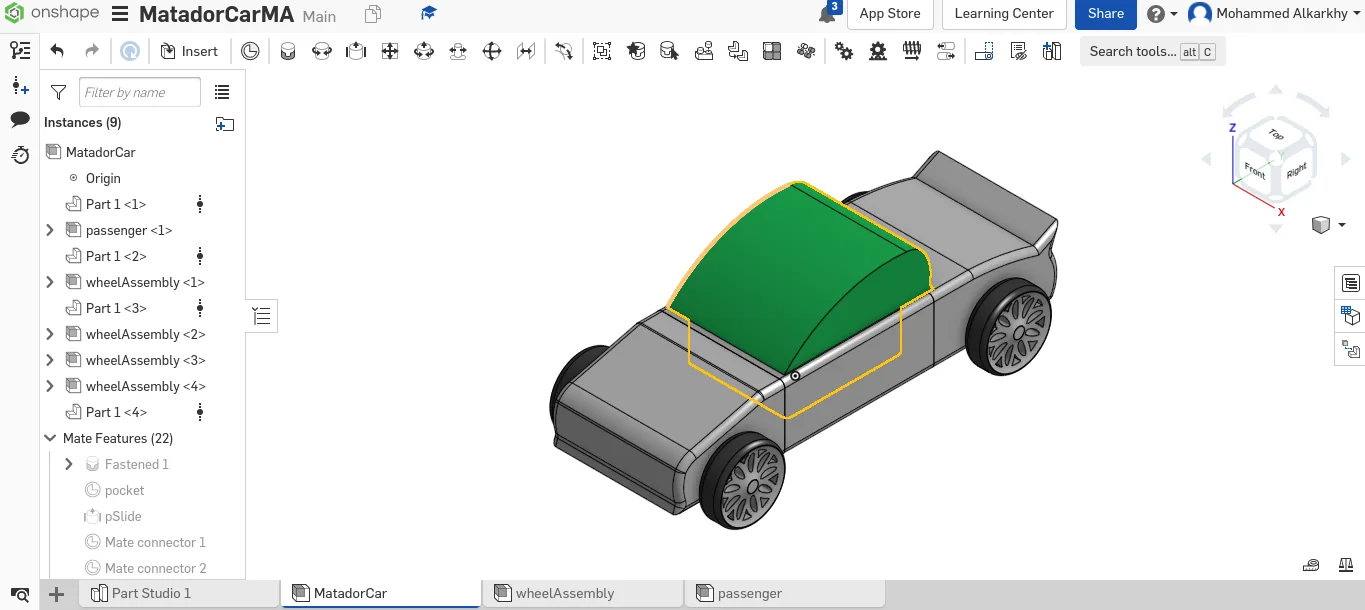 onshape MatadorCarMA Main 3 App Store Learning Center Share ? Mohammed Alkarkhy
Insert Search tools... alt C
Filter by name
Instances (9)
MatadorCar
Origin
Part 1 <1>
passenger <1>
Part 1 <2>
wheelAssembly <1>
Part 1 <3>
wheelAssembly <2>
wheelAssembly <3>
wheelAssembly <4>
Part 1 <4>
Mate Features (22)
Fastened 1
pocket
pSlide
Mate connector 1
Mate connector 2
Z
Top
Y
Front Right
X
Part Studio 1 MatadorCar wheelAssembly passenger